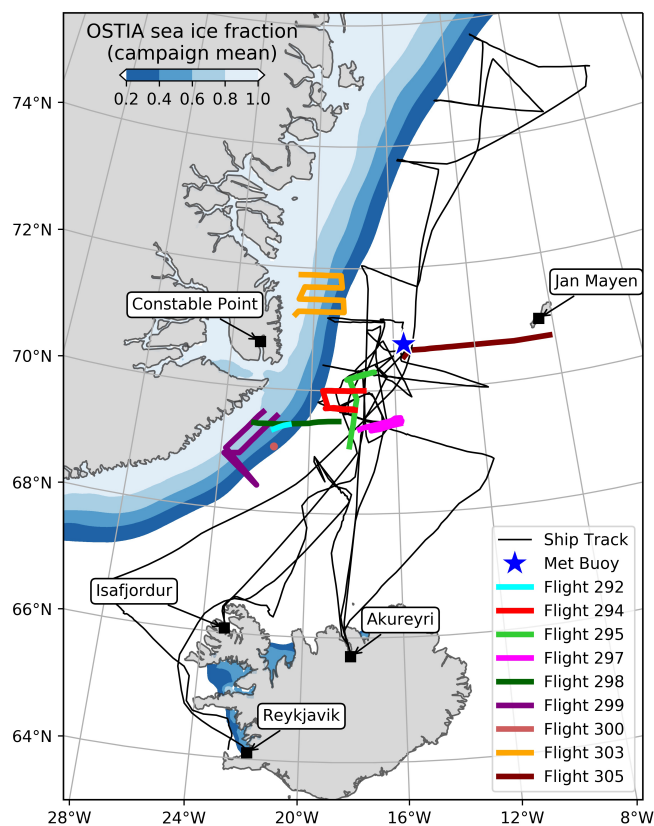 OSTIA sea ice fraction
(campaign mean)
0.2 0.4 0.6 0.8 1.0
74°N
72°N
Jan Mayen
Constable Point
70°N
68°N
Ship Track
Met Buoy
Flight 292
Isafjordur
66°N
Flight 294
Akureyri
Flight 295
Flight 297
Flight 298
Flight 299
Reykjavik
Flight 300
64°N
Flight 303
Flight 305
28°W 24°W 20°W 16°W 12°W 8°W